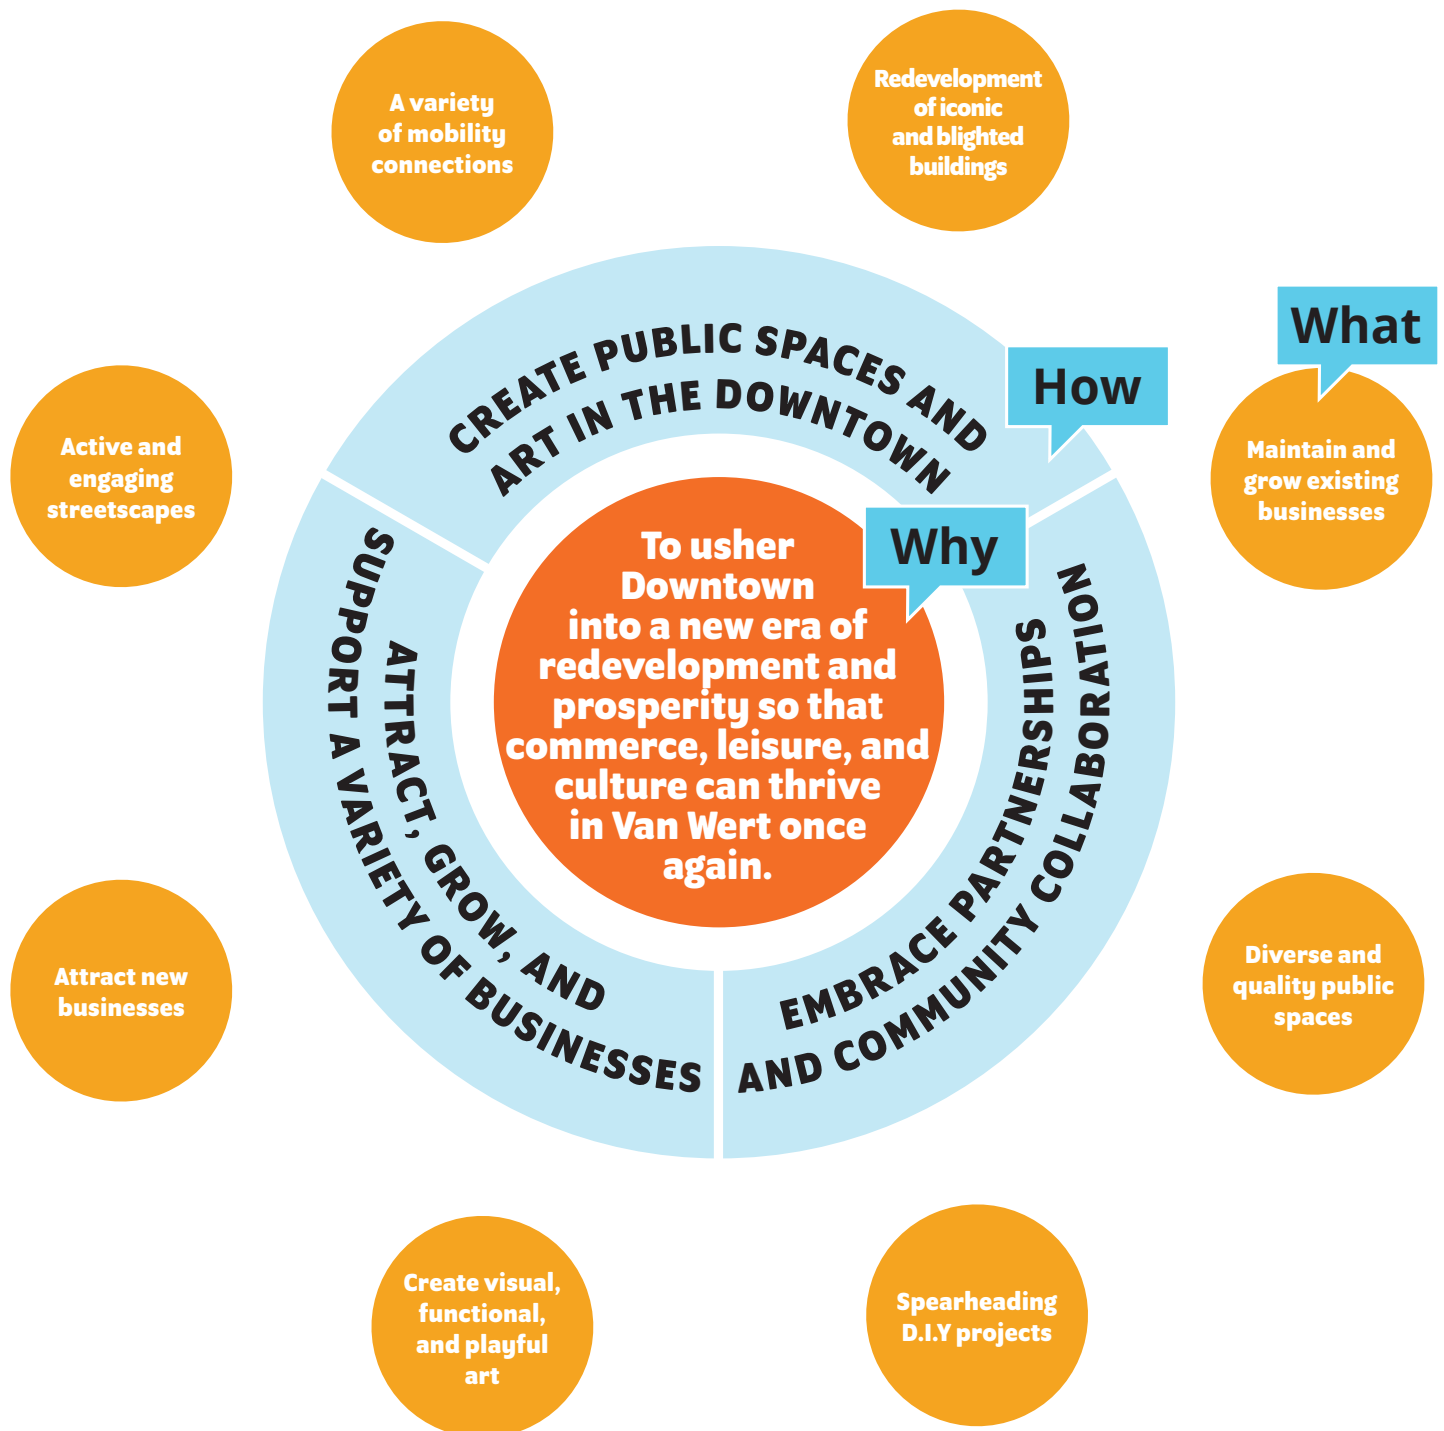 A variety
of mobility
connections
Redevelopment
of iconic
and blighted
buildings
What
Maintain and
grow existing
businesses
Diverse and
quality public
spaces
Spearheading
D.I.Y projects
Create visual,
functional,
and playful
art
Attract new
businesses
Active and
engaging
streetscapes
How
CREATE PUBLIC SPACES AND
ART IN THE DOWNTOWN
EMBRACE PARTNERSHIPS
AND COMMUNITY COLLABORATION
ATTRACT, GROW, AND
SUPPORT A VARIETY OF BUSINESSES
Why
To usher
Downtown
into a new era of
redevelopment and
prosperity so that
commerce, leisure, and
culture can thrive
in Van Wert once
again.